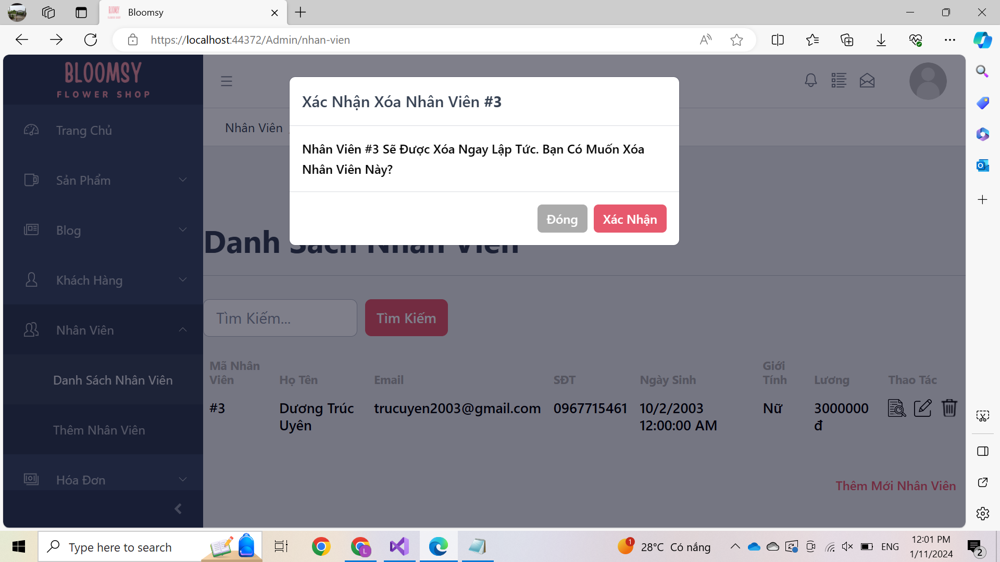 Bloomsy
https://localhost:44372/Admin/nhan-vien
BLOOMSY
FLOWER SHOP
Trang Chủ
Sản Phẩm
Blog
Khách Hàng
Nhân Viên
Danh Sách Nhân Viên
Thêm Nhân Viên
Hóa Đơn
Nhân Viên
Xác Nhận Xóa Nhân Viên #3
Nhân Viên #3 Sẽ Được Xóa Ngay Lập Tức. Bạn Có Muốn Xóa
Nhân Viên Này?
Đóng
Xác Nhận
Danh Sách Nhân Viên
Tìm Kiếm...
Tìm Kiếm
Mã Nhân
Viên
Họ Tên
Email
SĐT
Ngày Sinh
Giới
Tính
Lương
Thao Tác
#3
Dương Trúc
Uyên
trucuyen2003@gmail.com
0967715461
10/2/2003
12:00:00 AM
Nữ
3000000
đ
Thêm Mới Nhân Viên
Type here to search
L
1
28°C Có nắng
ENG
12:01 PM
1/11/2024
2